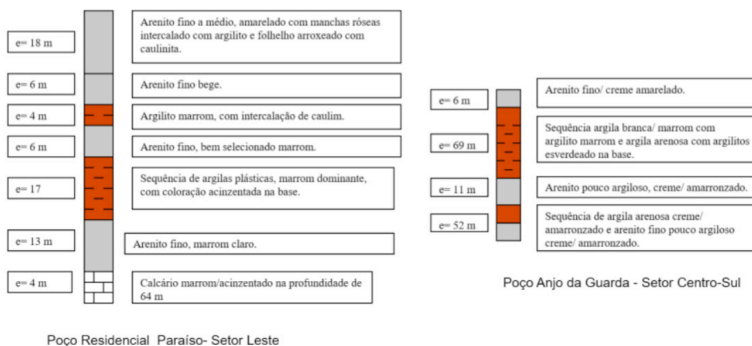 e= 18 m
Arenito fino a médio, amarelado com manchas róseas
intercalado com argilito e folhelho arroxeado com
caulinita.
e= 6 m
Arenito fino bege.
e= 4 m
Argilito marrom, com intercalação de caulim.
e= 6 m
Arenito fino, bem selecionado marrom.
e= 17
Sequência de argilas plásticas, marrom dominante,
com coloração acinzentada na base.
e= 13 m
Arenito fino, marrom claro.
e= 4 m
Calcário marrom/acinzentado na profundidade de
64 m
Poço Residencial Paraíso- Setor Leste
e= 6 m
Arenito fino/ creme amarelado.
e= 69 m
Sequência argila branca/ marrom com
argilito marrom e argila arenosa com argilitos
esverdeado na base.
e= 11 m
Arenito pouco argiloso, creme/ amarronzado.
e= 52 m
Sequência de argila arenosa creme/
amarronzado e arenito fino pouco argiloso
creme/ amarronzado.
Poço Anjo da Guarda - Setor Centro-Sul